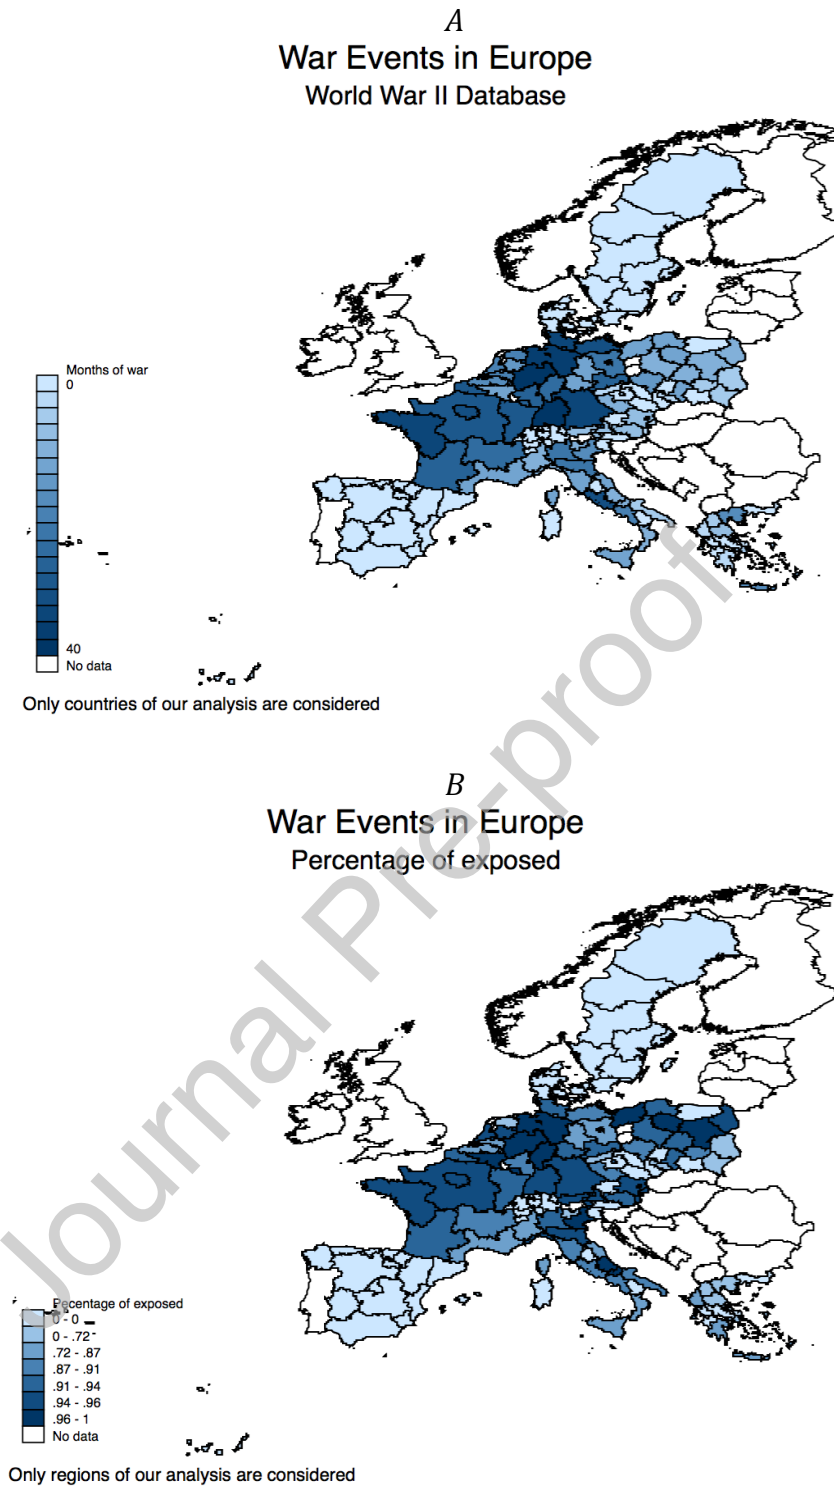 A
War Events in Europe
World War II Database
Months of war
0
40
No data
Only countries of our analysis are considered
B
War Events in Europe
Percentage of exposed
Pecentage of exposed
0 - 0
0 - .72
.72 - .87
.87 - .91
.91 - .94
.94 - .96
.96 - 1
No data
Only regions of our analysis are considered
Journal Pre-proof